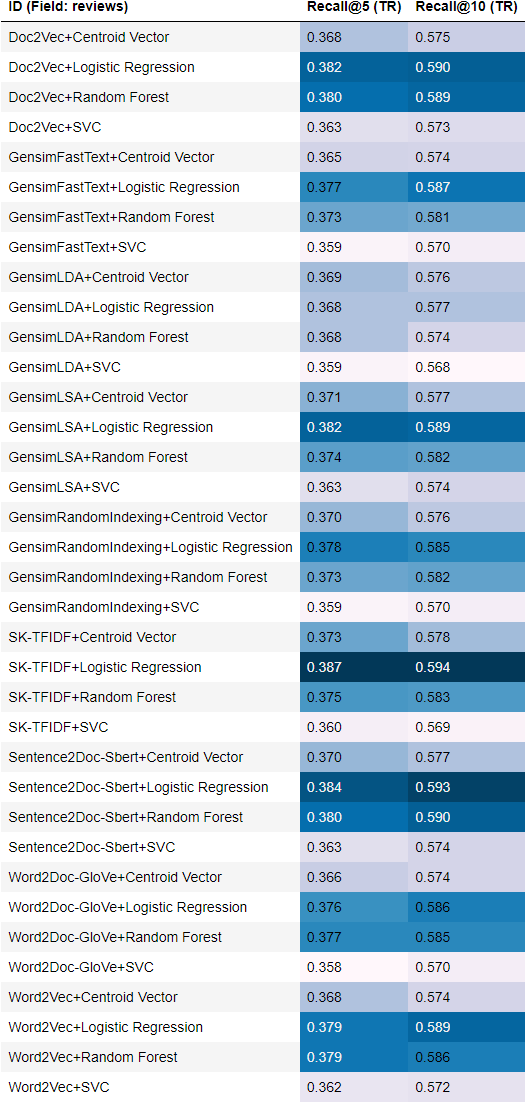 ID (Field: reviews) Recall@5 (TR) Recall@10 (TR)
Doc2Vec+Centroid Vector 0.368 0.575
Doc2Vec+Logistic Regression 0.382 0.590
Doc2Vec+Random Forest 0.380 0.589
Doc2Vec+SVC 0.363 0.573
GensimFastText+Centroid Vector 0.365 0.574
GensimFastText+Logistic Regression 0.377 0.587
GensimFastText+Random Forest 0.373 0.581
GensimFastText+SVC 0.359 0.570
GensimLDA+Centroid Vector 0.369 0.576
GensimLDA+Logistic Regression 0.368 0.577
GensimLDA+Random Forest 0.368 0.574
GensimLDA+SVC 0.359 0.568
GensimLSA+Centroid Vector 0.371 0.577
GensimLSA+Logistic Regression 0.382 0.589
GensimLSA+Random Forest 0.374 0.582
GensimLSA+SVC 0.363 0.574
GensimRandomIndexing+Centroid Vector 0.370 0.576
GensimRandomIndexing+Logistic Regression 0.378 0.585
GensimRandomIndexing+Random Forest 0.373 0.582
GensimRandomIndexing+SVC 0.359 0.570
SK-TFIDF+Centroid Vector 0.373 0.578
SK-TFIDF+Logistic Regression 0.387 0.594
SK-TFIDF+Random Forest 0.375 0.583
SK-TFIDF+SVC 0.360 0.569
Sentence2Doc-Sbert+Centroid Vector 0.370 0.577
Sentence2Doc-Sbert+Logistic Regression 0.384 0.593
Sentence2Doc-Sbert+Random Forest 0.380 0.590
Sentence2Doc-Sbert+SVC 0.363 0.574
Word2Doc-GloVe+Centroid Vector 0.366 0.574
Word2Doc-GloVe+Logistic Regression 0.376 0.586
Word2Doc-GloVe+Random Forest 0.377 0.585
Word2Doc-GloVe+SVC 0.358 0.570
Word2Vec+Centroid Vector 0.368 0.574
Word2Vec+Logistic Regression 0.379 0.589
Word2Vec+Random Forest 0.379 0.586
Word2Vec+SVC 0.362 0.572